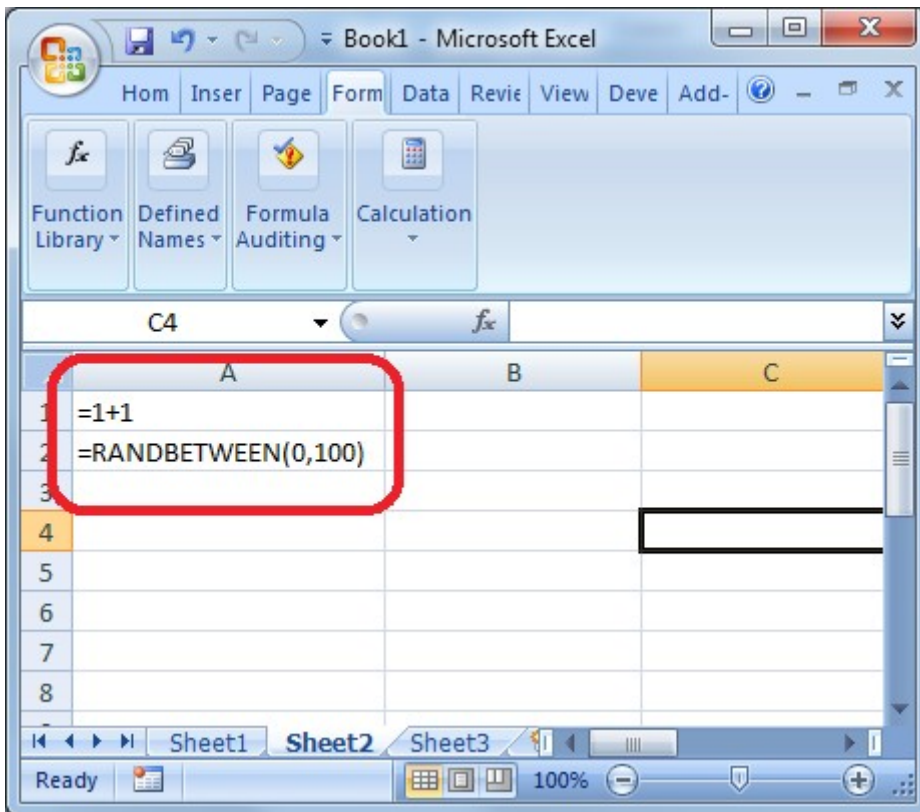 Book1 - Microsoft Excel
Hom Inser Page Form Data Revie View Deve Add-
fx
Function Library
Defined Names
Formula Auditing
Calculation
C4 fx
A B C
1 =1+1
2 =RANDBETWEEN(0,100)
3
4
5
6
7
8
Sheet1 Sheet2 Sheet3
Ready 100%